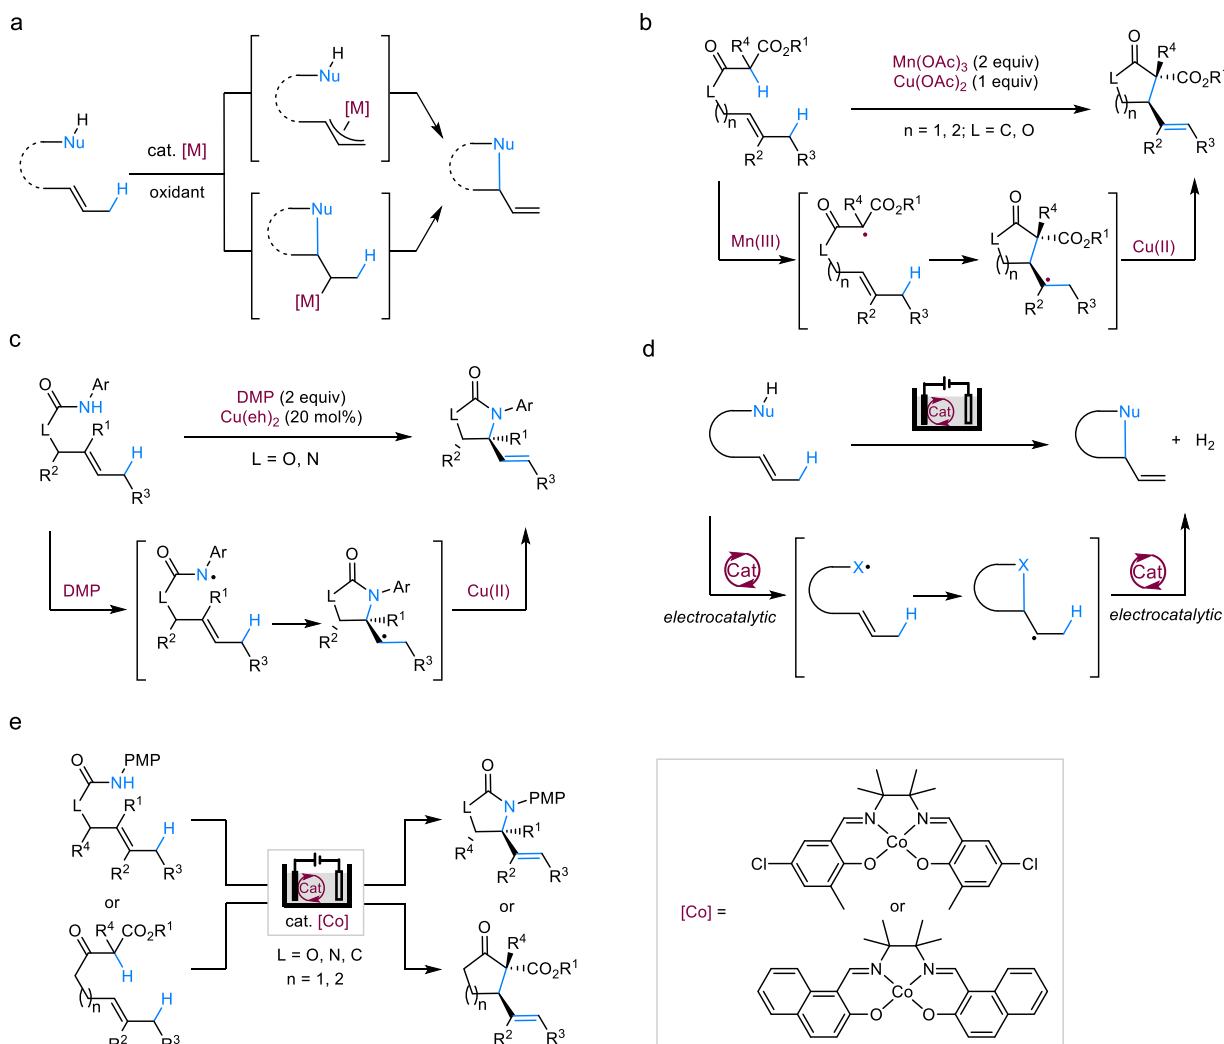 a
H
Nu
H
cat. [M]
oxidant
H
Nu
[M]
Nu
H
[M]
Nu
b
O
R4
CO2R1
L
H
( )n
H
R2
R3
Mn(OAc)3 (2 equiv)
Cu(OAc)2 (1 equiv)
n = 1, 2; L = C, O
O
R4
L
CO2R1
( )n
R2
R3
Mn(III)
O
R4
CO2R1
L
( )n
H
R2
R3
O
R4
L
CO2R1
( )n
H
R2
R3
Cu(II)
c
O
Ar
NH
L
R1
H
R2
R3
DMP (2 equiv)
Cu(eh)2 (20 mol%)
L = O, N
O
L
N
Ar
R1
R2
R3
DMP
O
Ar
N
L
R1
H
R2
R3
O
L
N
Ar
R1
R2
H
R3
Cu(II)
d
H
Nu
H
Cat
Nu
+ H2
Cat
electrocatalytic
X
H
X
H
Cat
electrocatalytic
e
O
PMP
NH
L
R1
H
R4
R2
R3
or
O
R4
CO2R1
H
( )n
H
R2
R3
Cat
cat. [Co]
L = O, N, C
n = 1, 2
O
L
N
PMP
R1
R4
R2
R3
or
O
R4
CO2R1
( )n
R2
R3
[Co] =
N
N
Co
Cl
O
O
Cl
or
N
N
Co
O
O